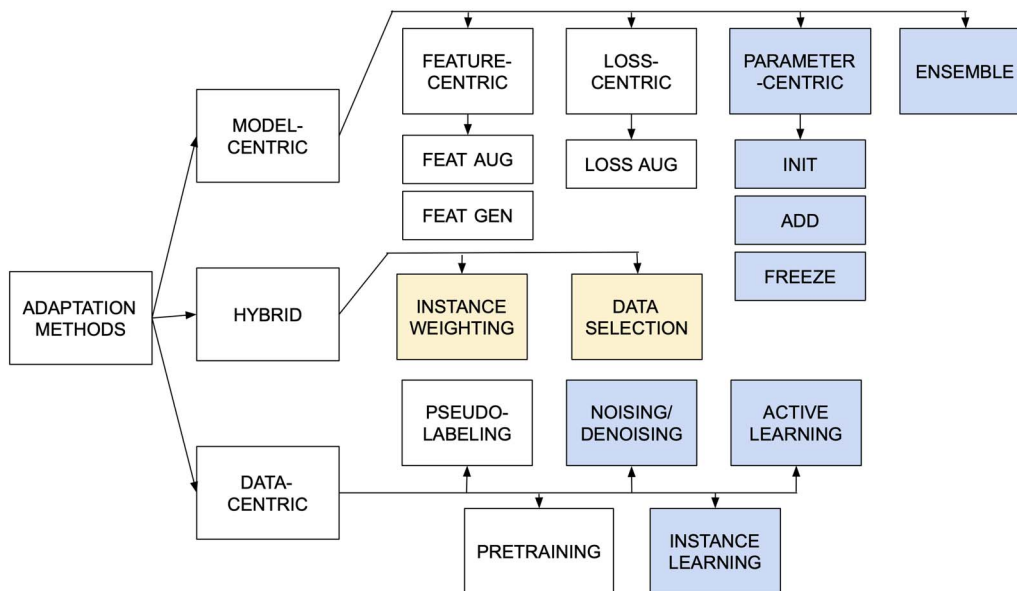 FEATURE-
CENTRIC
LOSS-
CENTRIC
PARAMETER
-CENTRIC
ENSEMBLE
MODEL-
CENTRIC
FEAT AUG
LOSS AUG
INIT
FEAT GEN
ADD
FREEZE
ADAPTATION
METHODS
HYBRID
INSTANCE
WEIGHTING
DATA
SELECTION
PSEUDO-
LABELING
NOISING/
DENOISING
ACTIVE
LEARNING
DATA-
CENTRIC
PRETRAINING
INSTANCE
LEARNING